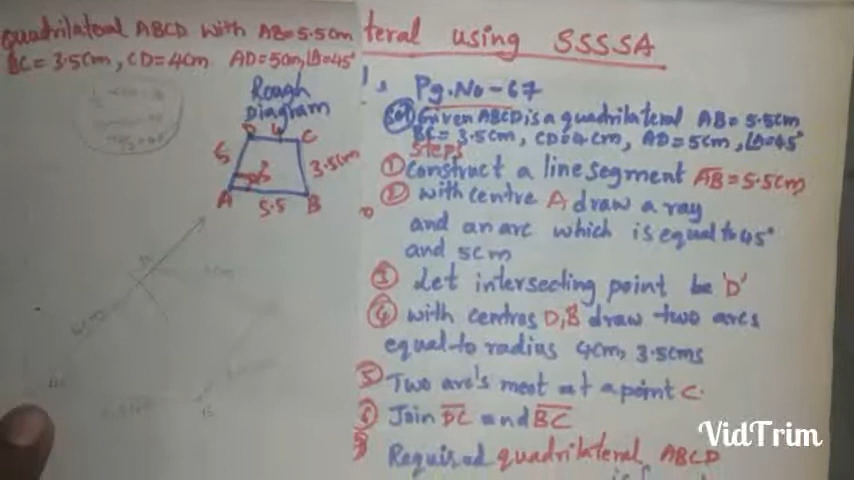 quadrilateral ABCD with AB=5.5cm
BC = 3.5cm, CD=4cm AD=5cm, ∠A=45°
teral using SSSSA
Rough
Diagram
D 4 C
5
3.5cm
A 5.5 B
Pg.No-67
Sol Given ABCD is a quadrilateral AB = 5.5cm
BC = 3.5cm, CD=4cm, AD=5cm, ∠A=45°
steps
① Construct a line segment AB = 5.5cm
② with centre A draw a ray
and an arc which is equal to 45°
and 5cm
③ Let intersecting point be 'D'
④ with centres D,B draw two arcs
equal to radius 4cm, 3.5cms
⑤ Two arc's meet at a point C.
⑥ Join DC and BC
Required quadrilateral ABCD
VidTrim